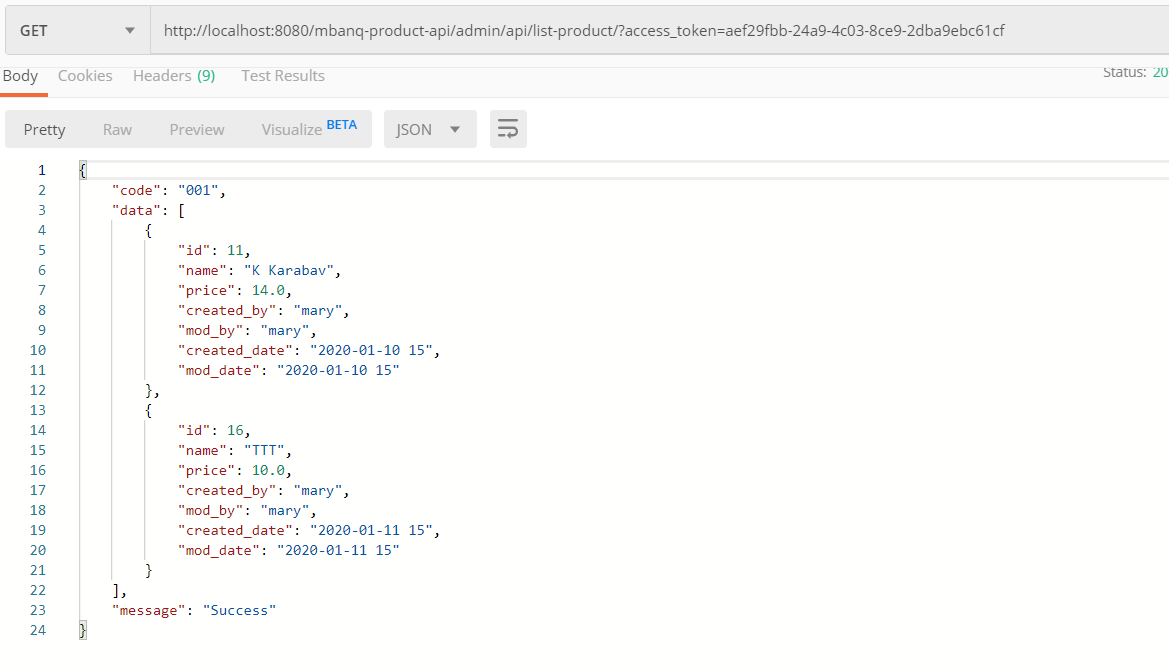 GET http://localhost:8080/mbanq-product-api/admin/api/list-product/?access_token=aef29fbb-24a9-4c03-8ce9-2dba9ebc61cf
Body Cookies Headers (9) Test Results Status: 20
Pretty Raw Preview Visualize BETA JSON
1 {
2 "code": "001",
3 "data": [
4 {
5 "id": 11,
6 "name": "K Karabav",
7 "price": 14.0,
8 "created_by": "mary",
9 "mod_by": "mary",
10 "created_date": "2020-01-10 15",
11 "mod_date": "2020-01-10 15"
12 },
13 {
14 "id": 16,
15 "name": "TTT",
16 "price": 10.0,
17 "created_by": "mary",
18 "mod_by": "mary",
19 "created_date": "2020-01-11 15",
20 "mod_date": "2020-01-11 15"
21 }
22 ],
23 "message": "Success"
24 }